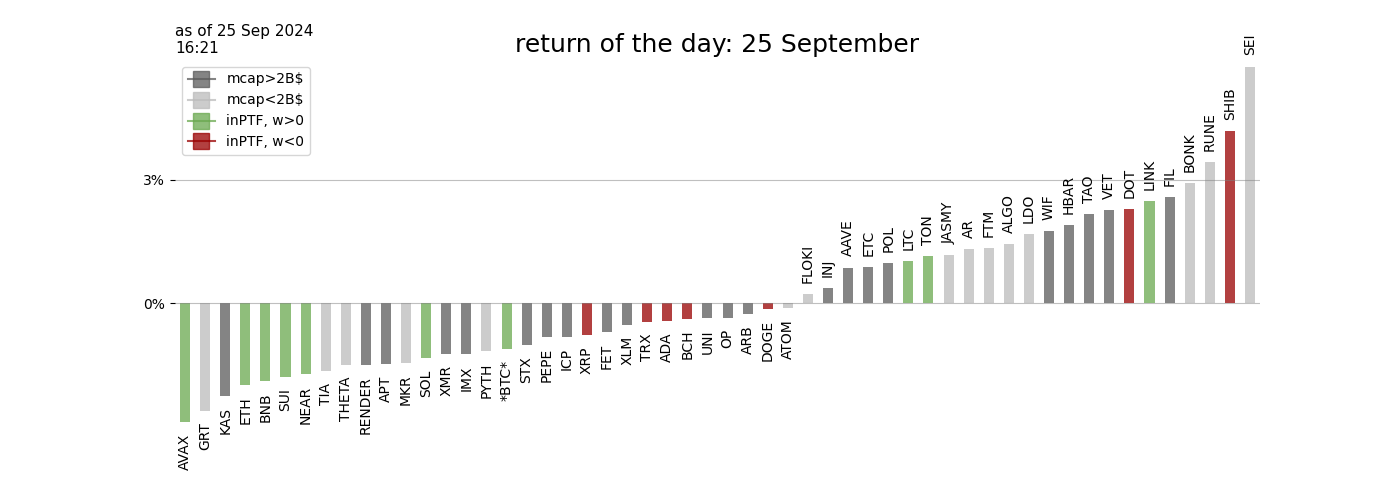 as of 25 Sep 2024
16:21
return of the day: 25 September
mcap>2B$
mcap<2B$
inPTF, w>0
inPTF, w<0
3%
0%
AVAX
GRT
KAS
ETH
BNB
SUI
NEAR
TIA
THETA
RENDER
APT
MKR
SOL
XMR
IMX
PYTH
*BTC*
STX
PEPE
ICP
XRP
FET
XLM
TRX
ADA
BCH
UNI
OP
ARB
DOGE
ATOM
FLOKI
INJ
AAVE
ETC
POL
LTC
TON
JASMY
AR
FTM
ALGO
LDO
WIF
HBAR
TAO
VET
DOT
LINK
FIL
BONK
RUNE
SHIB
SEI